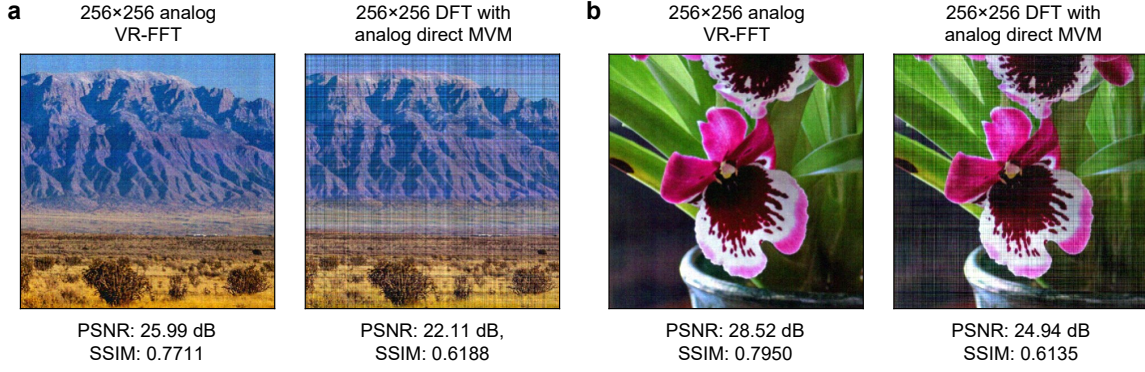 a
256×256 analog
VR-FFT
256×256 DFT with
analog direct MVM
PSNR: 25.99 dB
SSIM: 0.7711
PSNR: 22.11 dB,
SSIM: 0.6188
b
256×256 analog
VR-FFT
256×256 DFT with
analog direct MVM
PSNR: 28.52 dB
SSIM: 0.7950
PSNR: 24.94 dB
SSIM: 0.6135